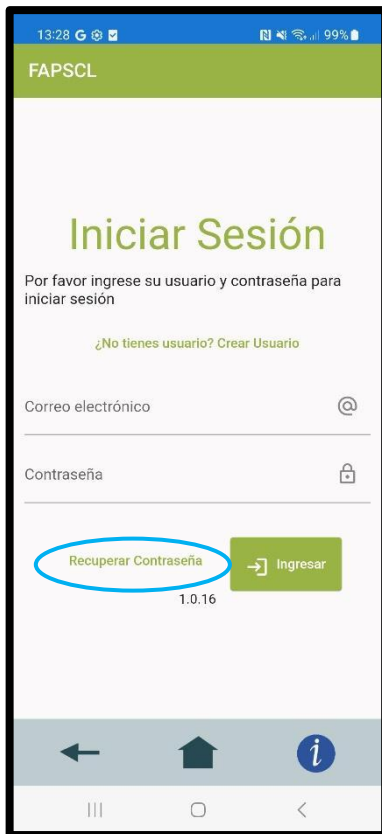 13:28 G 99%
FAPSCL
Iniciar Sesión
Por favor ingrese su usuario y contraseña para
iniciar sesión
¿No tienes usuario? Crear Usuario
Correo electrónico @
Contraseña
Recuperar Contraseña Ingresar
1.0.16
i